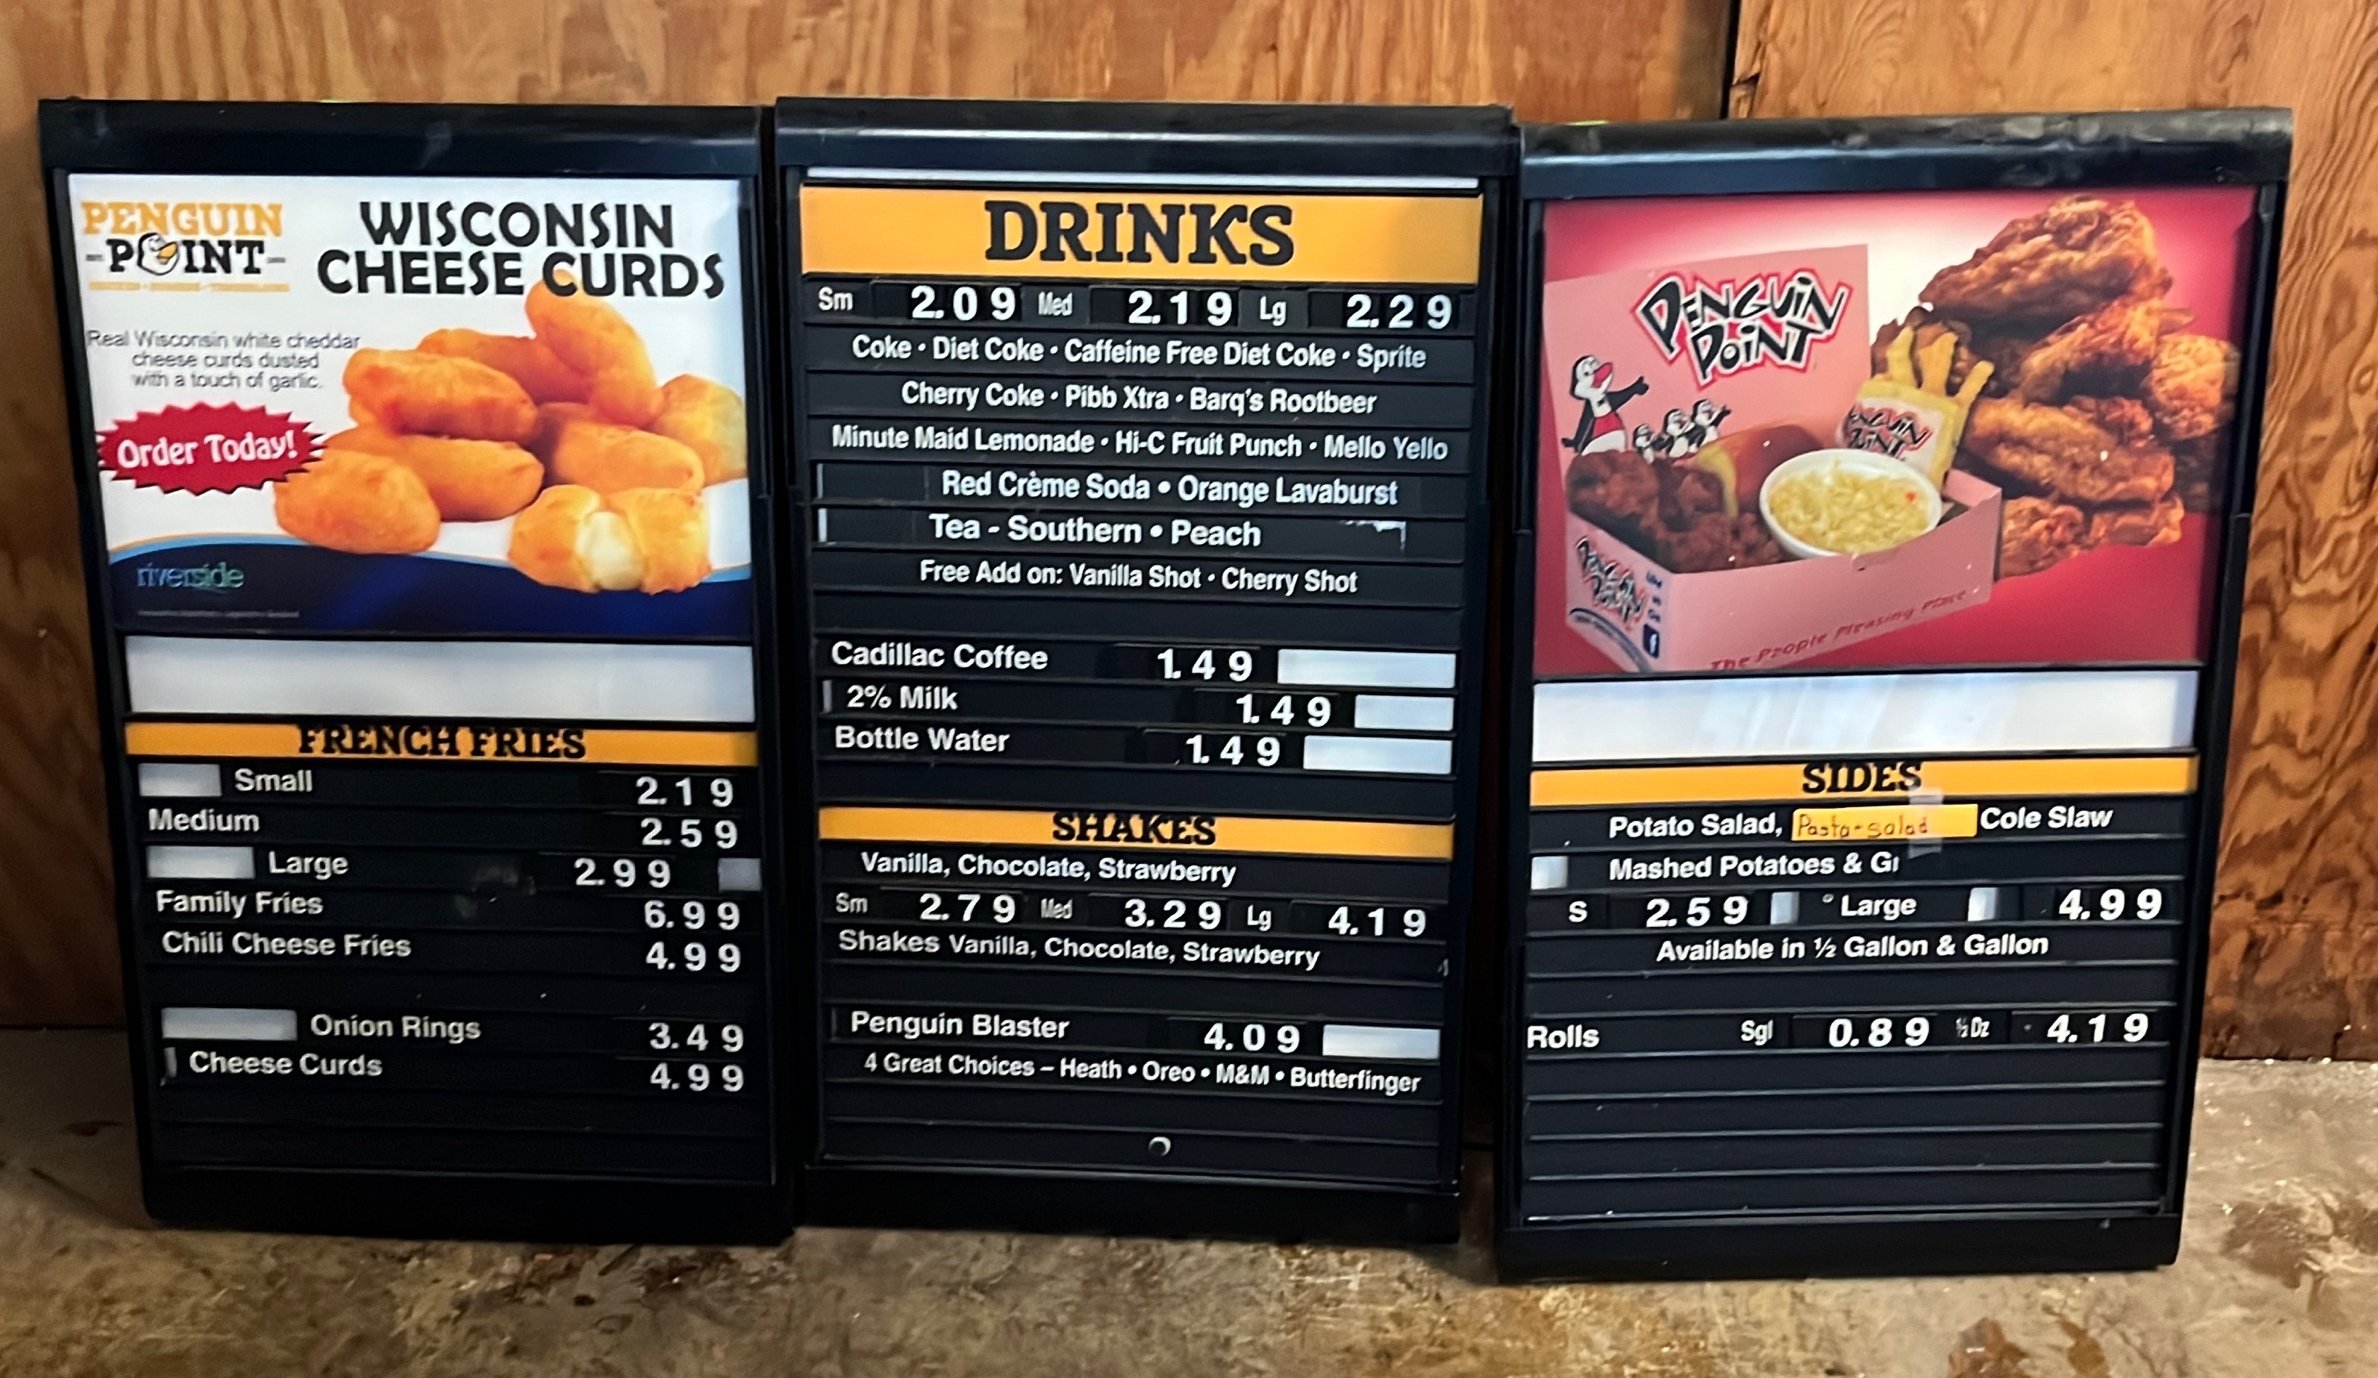 PENGUIN
-POINT-
WISCONSIN
CHEESE CURDS
Real Wisconsin white cheddar
cheese curds dusted
with a touch of garlic.
Order Today!
riverside
FRENCH FRIES
Small 2.19
Medium 2.59
Large 2.99
Family Fries 6.99
Chili Cheese Fries 4.99
Onion Rings 3.49
Cheese Curds 4.99
DRINKS
Sm 2.09 Med 2.19 Lg 2.29
Coke • Diet Coke • Caffeine Free Diet Coke • Sprite
Cherry Coke • Pibb Xtra • Barq's Rootbeer
Minute Maid Lemonade • Hi-C Fruit Punch • Mello Yello
Red Crème Soda • Orange Lavaburst
Tea - Southern • Peach
Free Add on: Vanilla Shot • Cherry Shot
Cadillac Coffee 1.49
2% Milk 1.49
Bottle Water 1.49
SHAKES
Vanilla, Chocolate, Strawberry
Sm 2.79 Med 3.29 Lg 4.19
Shakes Vanilla, Chocolate, Strawberry
Penguin Blaster 4.09
4 Great Choices – Heath • Oreo • M&M • Butterfinger
PENGUIN
POINT
PENGUIN
POINT
PENGUIN
POINT
f
The People Pleasing Place
SIDES
Potato Salad, Pasta-salad Cole Slaw
Mashed Potatoes & G
S 2.59 Large 4.99
Available in ½ Gallon & Gallon
Rolls Sgl 0.89 ½ Dz 4.19